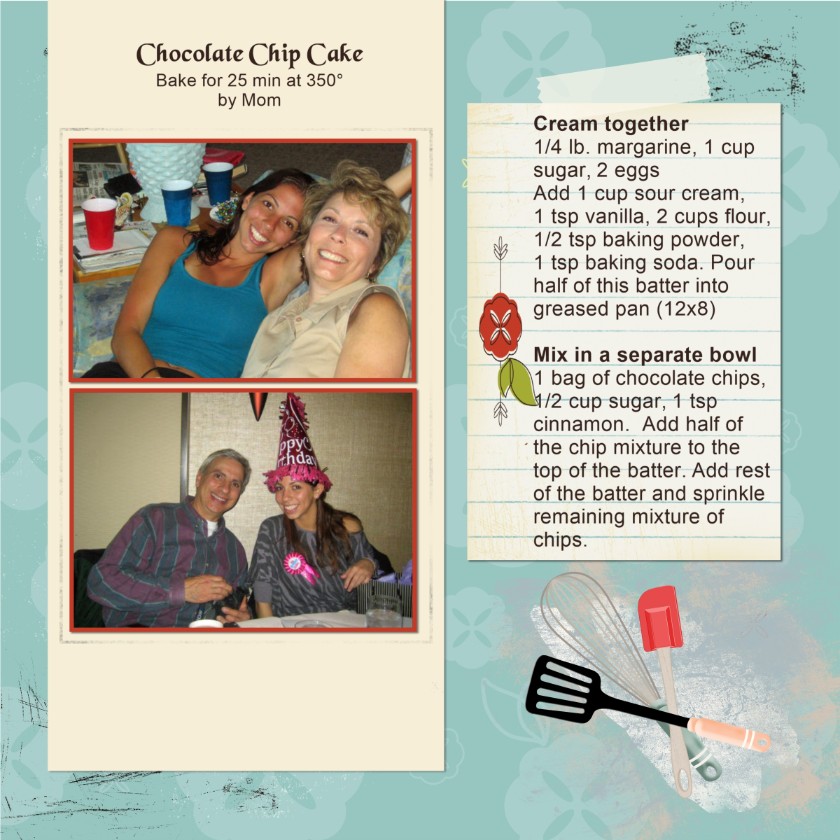 Chocolate Chip Cake
Bake for 25 min at 350°
by Mom
ppy
rthday
Cream together
1/4 lb. margarine, 1 cup
sugar, 2 eggs
Add 1 cup sour cream,
1 tsp vanilla, 2 cups flour,
1/2 tsp baking powder,
1 tsp baking soda. Pour
half of this batter into
greased pan (12x8)
Mix in a separate bowl
1 bag of chocolate chips,
1/2 cup sugar, 1 tsp
cinnamon.  Add half of
the chip mixture to the
top of the batter. Add rest
of the batter and sprinkle
remaining mixture of
chips.